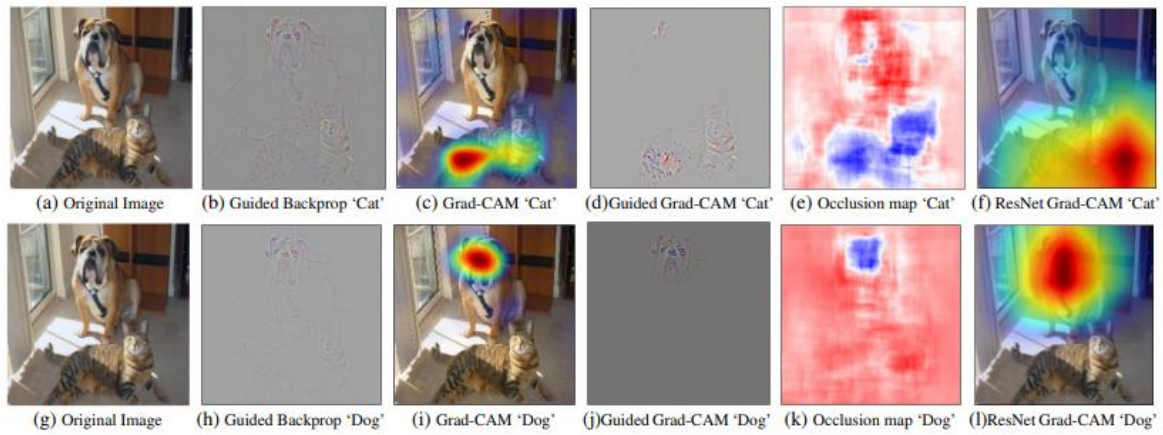 (a) Original Image (b) Guided Backprop ‘Cat’ (c) Grad-CAM ‘Cat’ (d)Guided Grad-CAM ‘Cat’ (e) Occlusion map ‘Cat’ (f) ResNet Grad-CAM ‘Cat’
(g) Original Image (h) Guided Backprop ‘Dog’ (i) Grad-CAM ‘Dog’ (j)Guided Grad-CAM ‘Dog’ (k) Occlusion map ‘Dog’ (l)ResNet Grad-CAM ‘Dog’